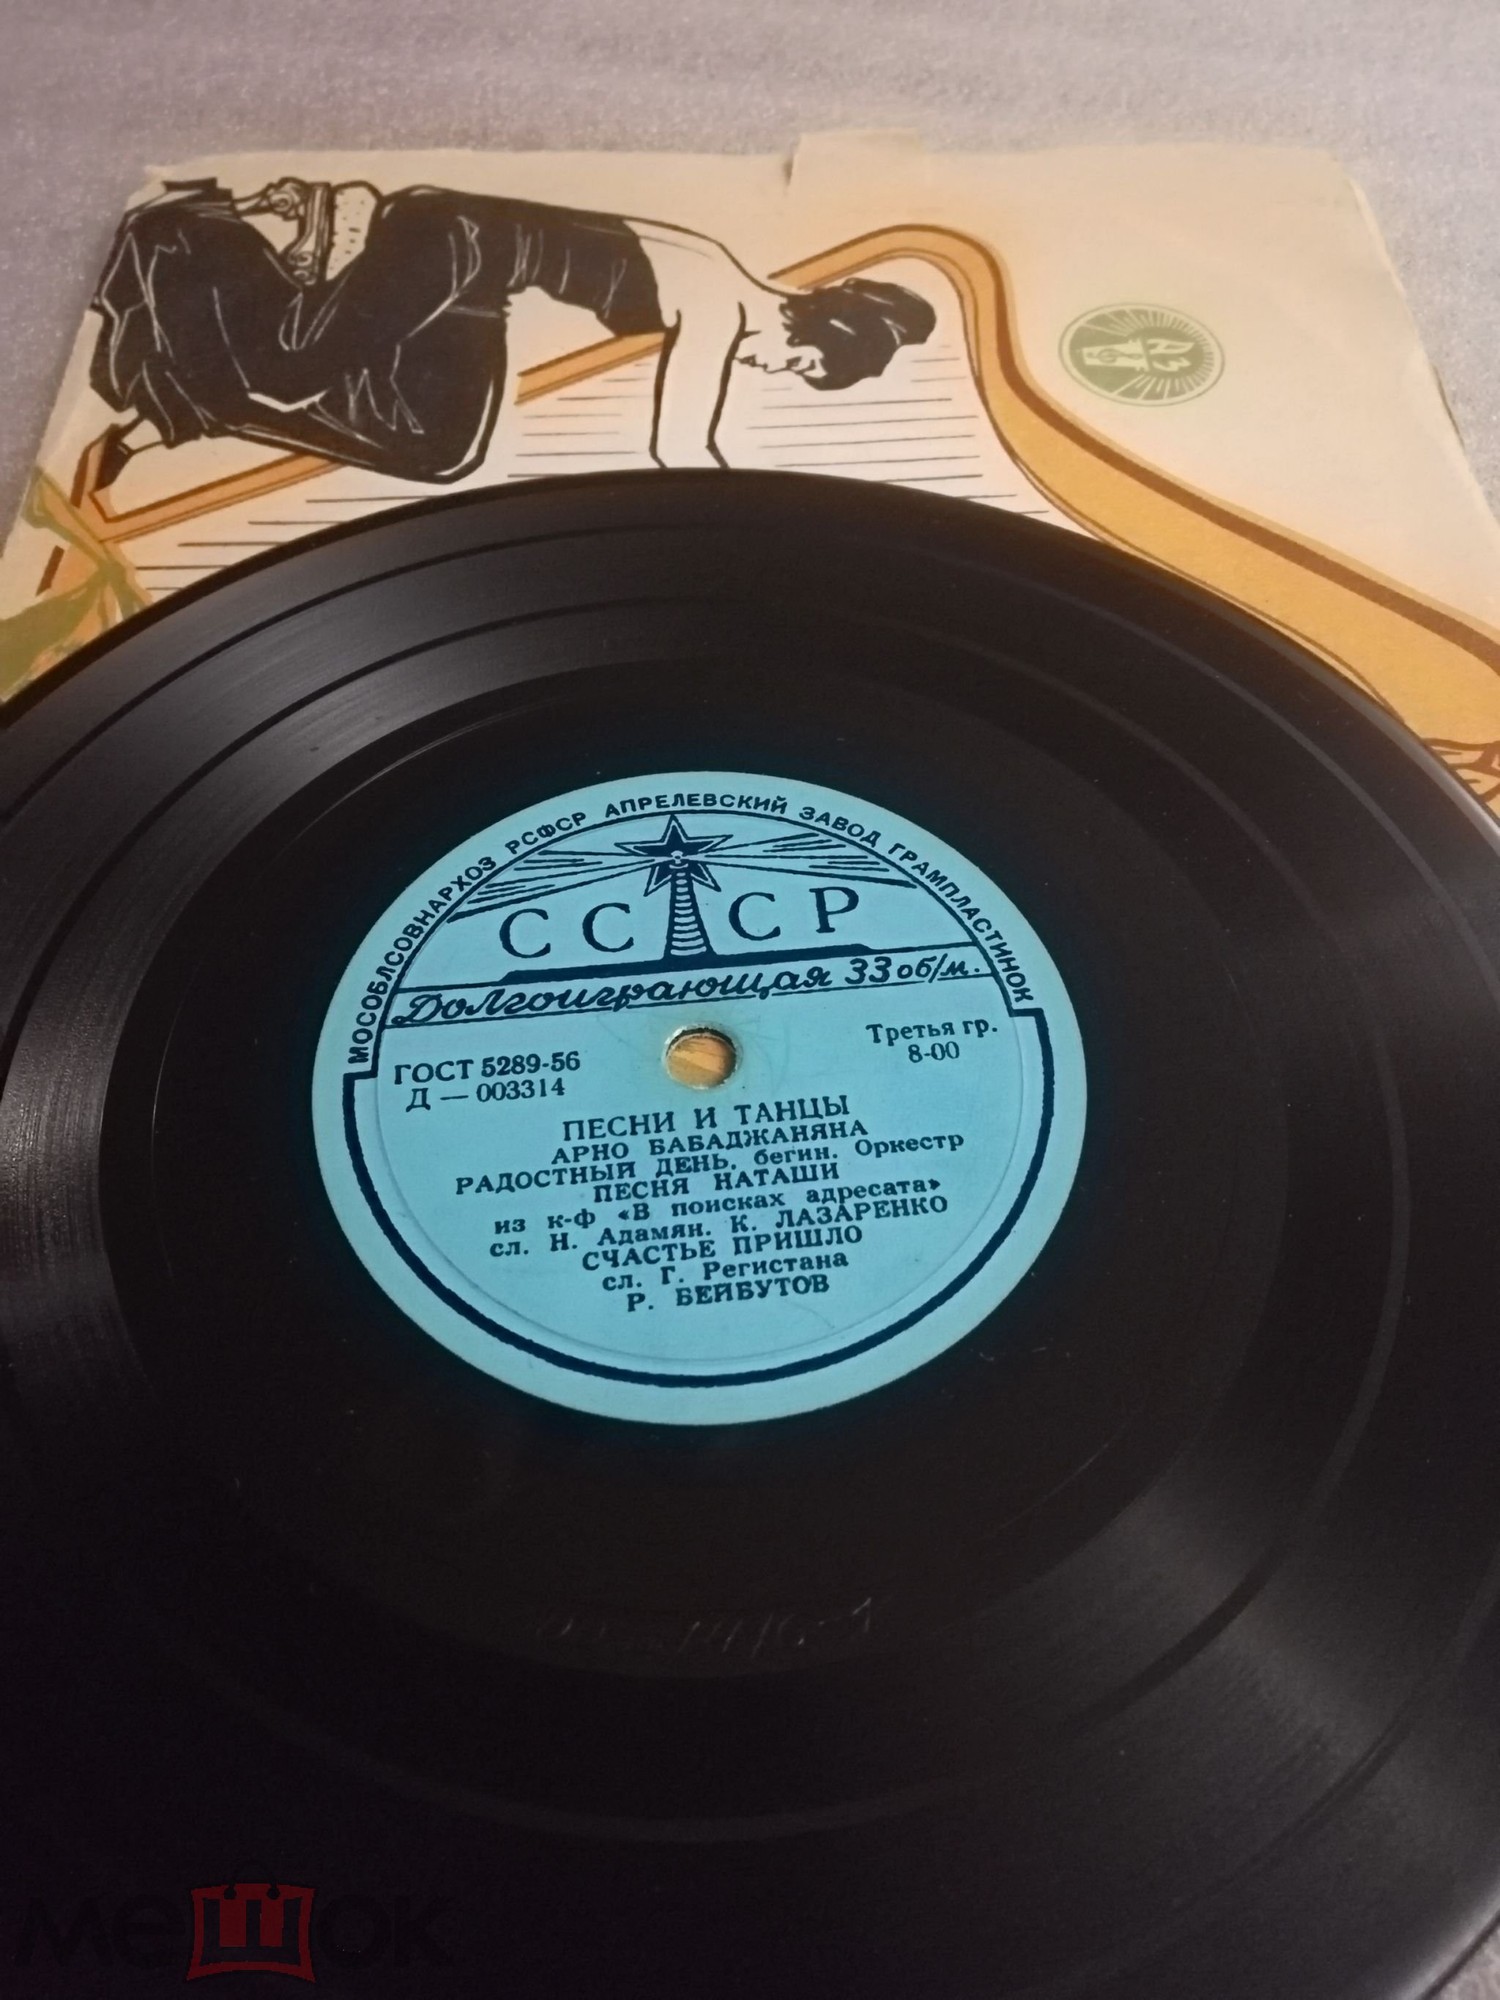 МОСОБЛСОВНАРХОЗ РСФСР АПРЕЛЕВСКИЙ ЗАВОД ГРАМПЛАСТИНОК
СССР
Долгоиграющая 33 об/м.
ГОСТ 5289-56
Третья гр.
Д — 003314
8-00
ПЕСНИ И ТАНЦЫ
АРНО БАБАДЖАНЯНА
РАДОСТНЫЙ ДЕНЬ, бегин. Оркестр
ПЕСНЯ НАТАШИ
из к-ф «В поисках адресата»
сл. Н. Адамян. К. ЛАЗАРЕНКО
СЧАСТЬЕ ПРИШЛО
сл. Г. Регистана
Р. БЕЙБУТОВ
мешок